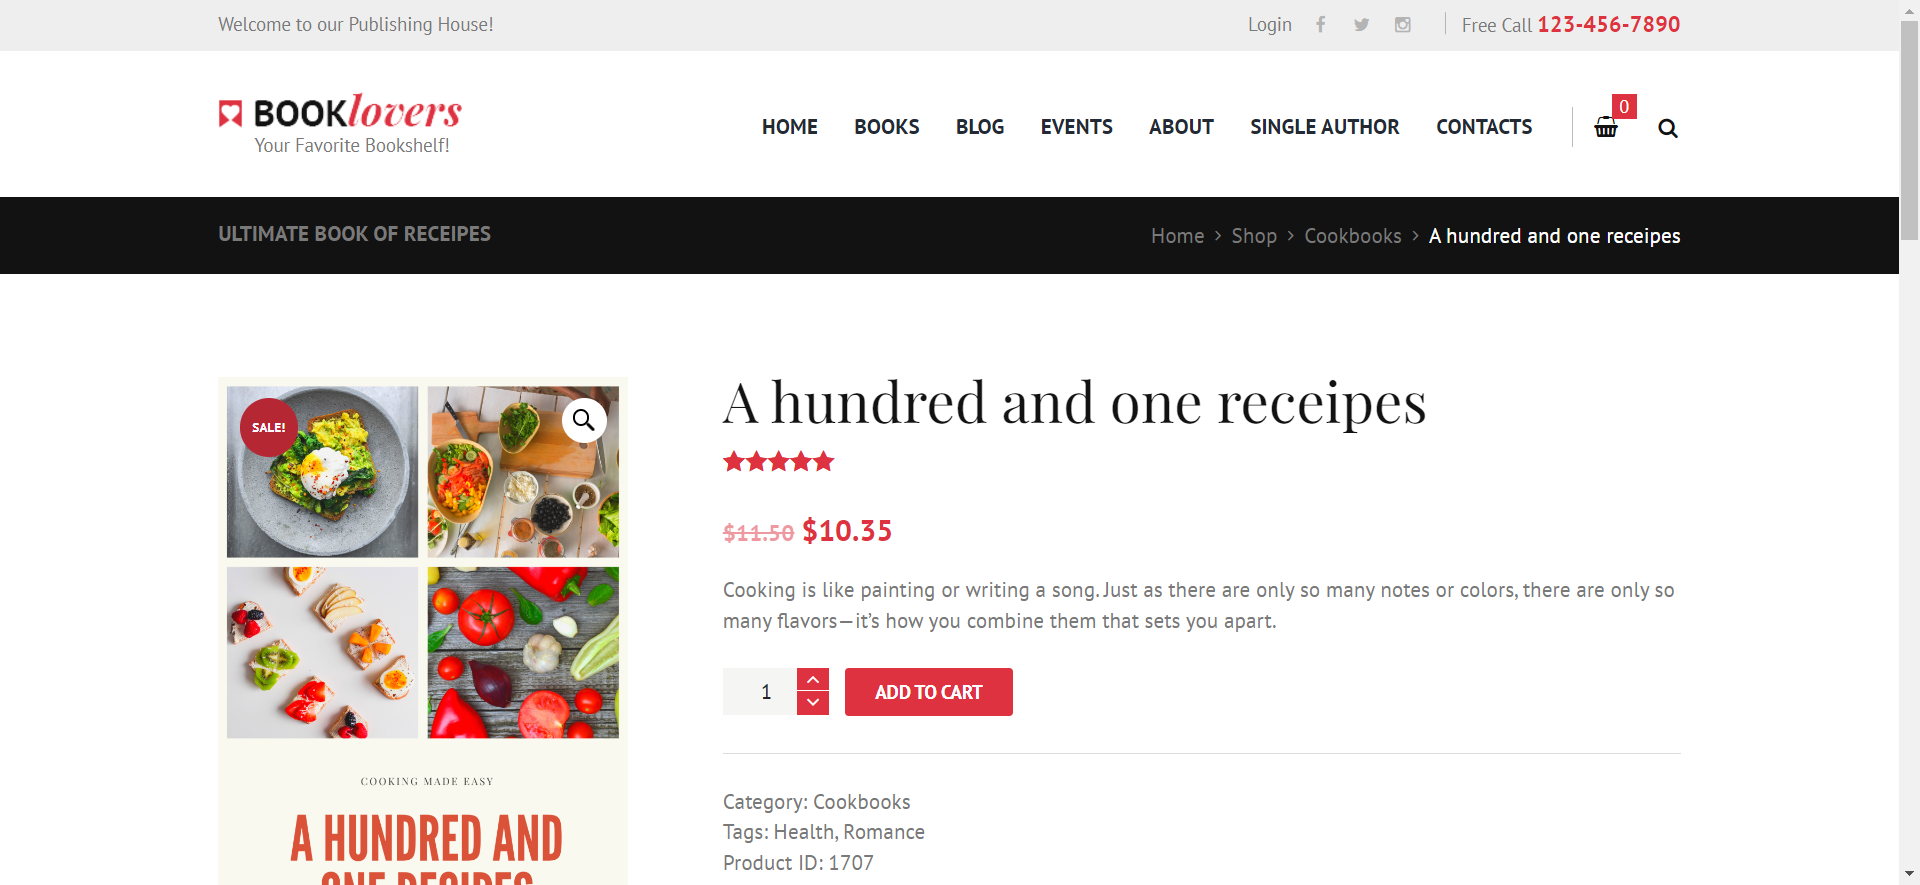 Welcome to our Publishing House!
Login
Free Call 123-456-7890
BOOKlovers
Your Favorite Bookshelf!
HOME BOOKS BLOG EVENTS ABOUT SINGLE AUTHOR CONTACTS
0
ULTIMATE BOOK OF RECEIPES
Home > Shop > Cookbooks > A hundred and one receipes
SALE!
COOKING MADE EASY
A HUNDRED AND
ONE RECIPES
A hundred and one receipes
$11.50 $10.35
Cooking is like painting or writing a song. Just as there are only so many notes or colors, there are only so
many flavors—it’s how you combine them that sets you apart.
1
ADD TO CART
Category: Cookbooks
Tags: Health, Romance
Product ID: 1707